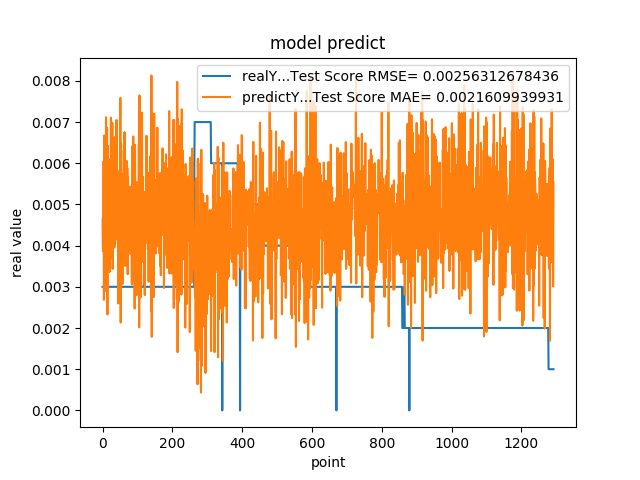 model predict
realY...Test Score RMSE= 0.00256312678436
predictY...Test Score MAE= 0.0021609939931
real value
0.008
0.007
0.006
0.005
0.004
0.003
0.002
0.001
0.000
0 200 400 600 800 1000 1200
point